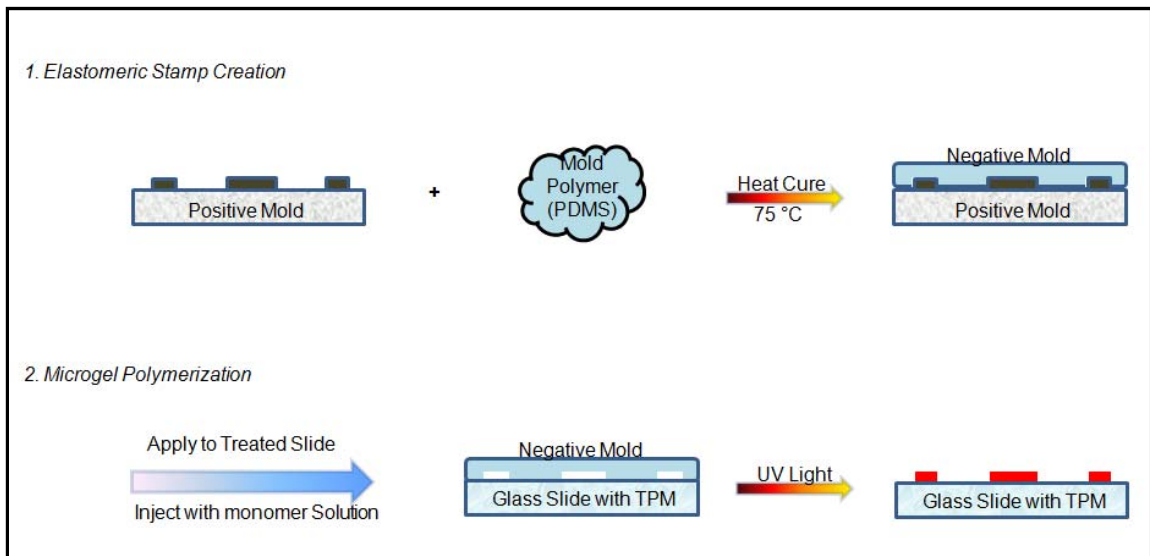 1. Elastomeric Stamp Creation
Positive Mold
+
Mold
Polymer
(PDMS)
Heat Cure
75 °C
Negative Mold
Positive Mold
2. Microgel Polymerization
Apply to Treated Slide
Inject with monomer Solution
Negative Mold
Glass Slide with TPM
UV Light
Glass Slide with TPM